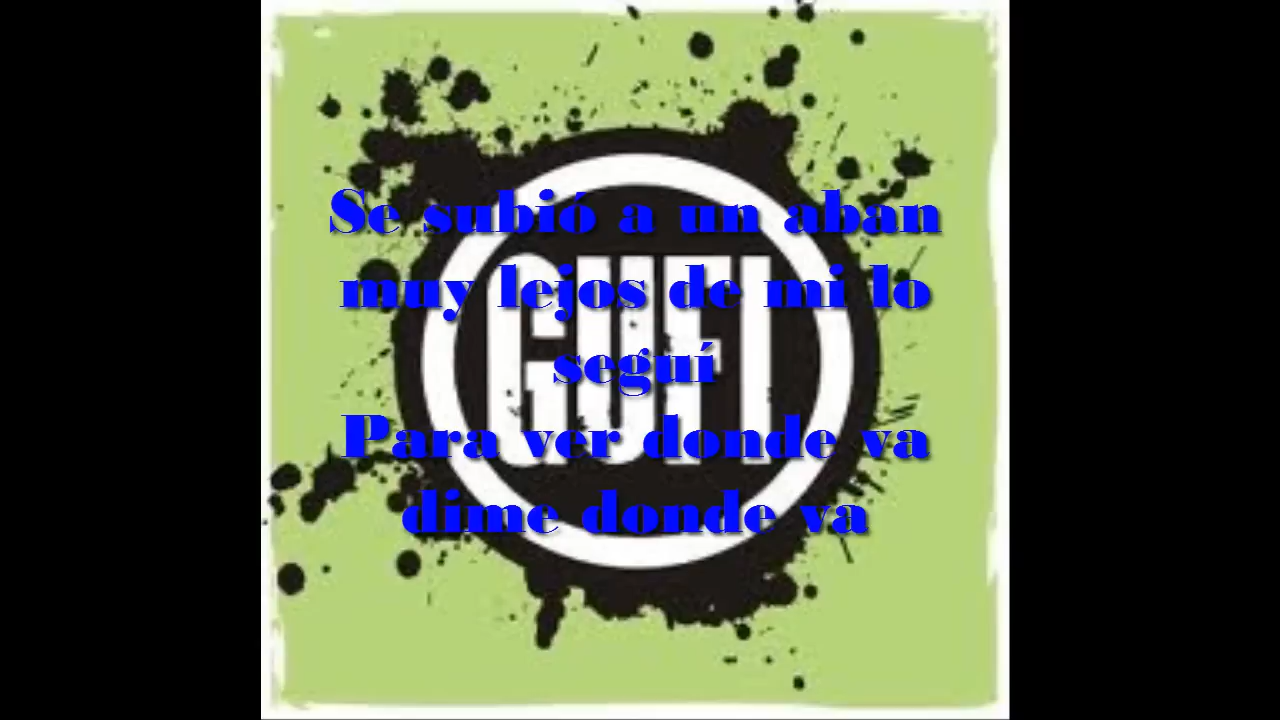 Se subió a un aban
muy lejos de mi lo
seguí
Para ver donde va
dime donde va
GUFI